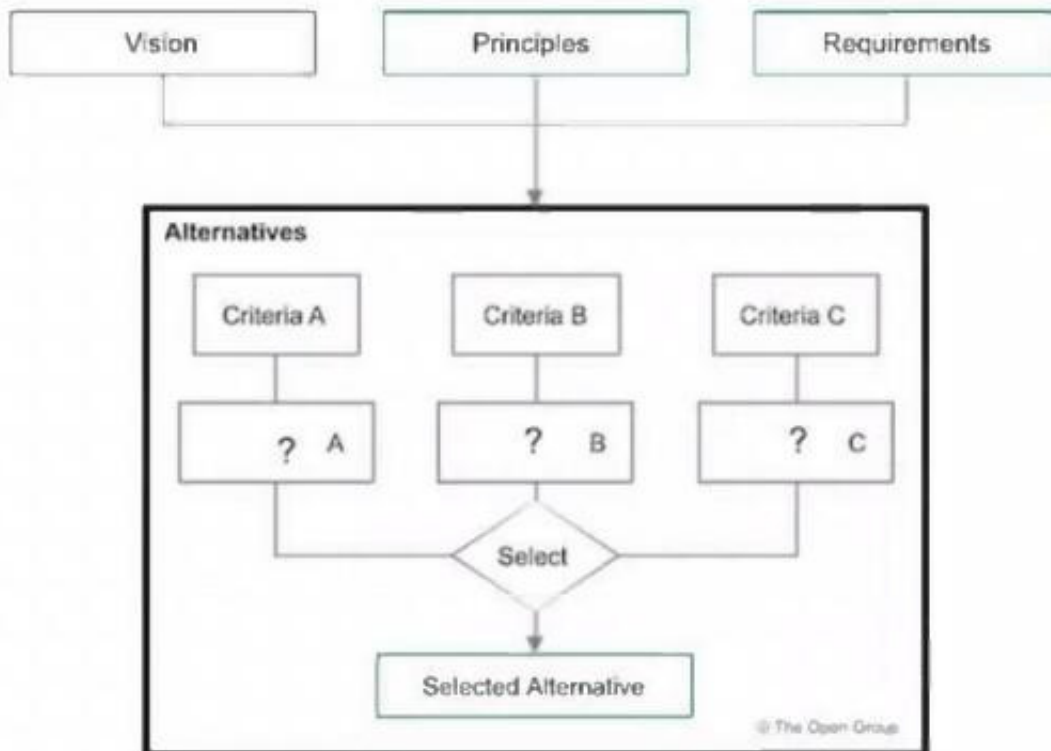 Vision
Principles
Requirements
Alternatives
Criteria A
Criteria B
Criteria C
? A
? B
? C
Select
Selected Alternative
© The Open Group